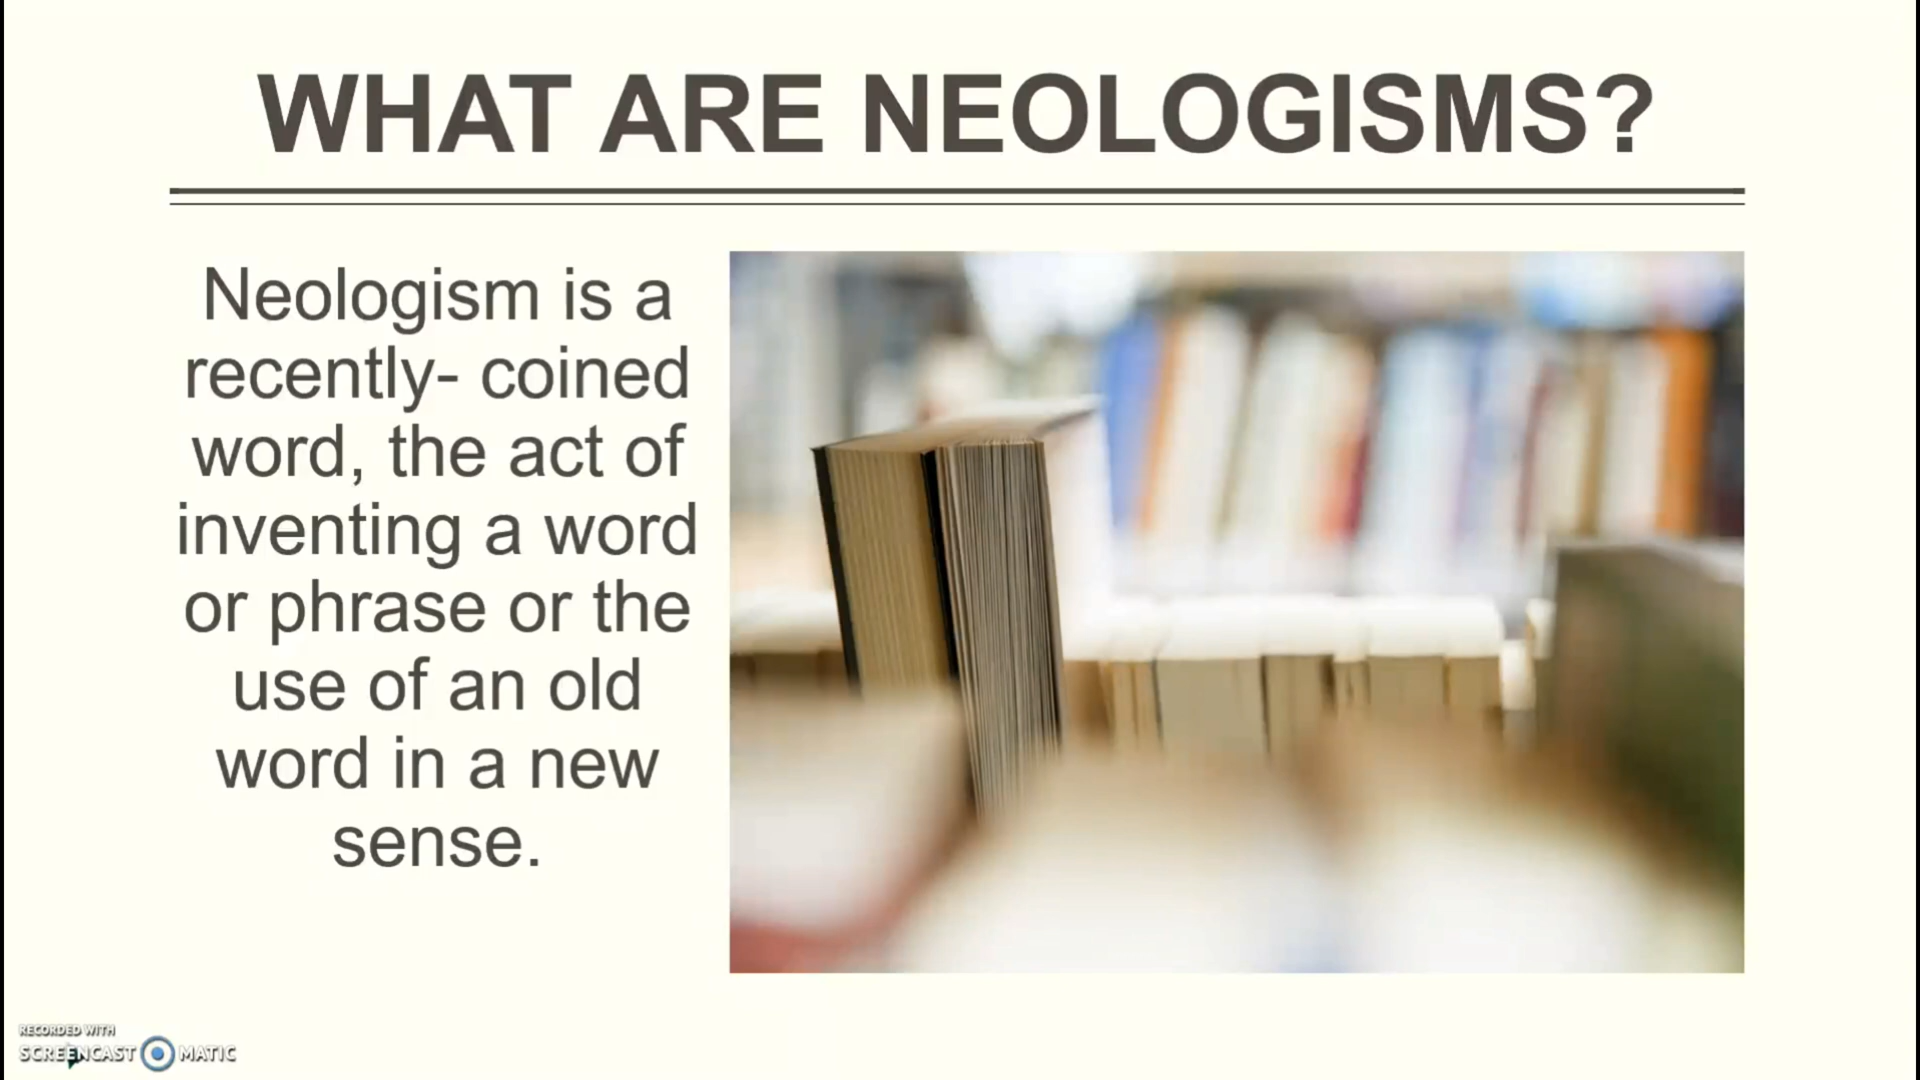 WHAT ARE NEOLOGISMS?
Neologism is a
recently- coined
word, the act of
inventing a word
or phrase or the
use of an old
word in a new
sense.
RECORDED WITH
SCREENCAST MATIC